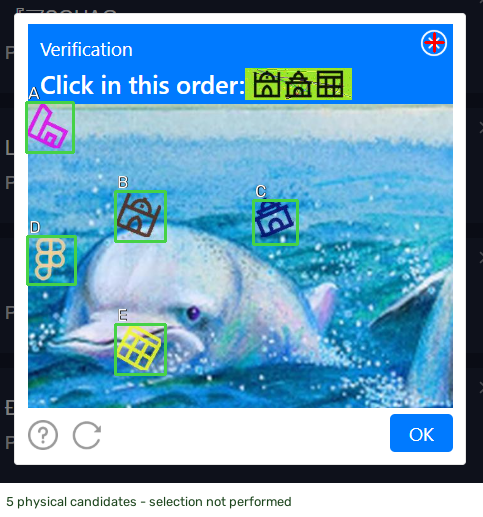 Verification
Click in this order:
A
B
C
D
E
OK
5 physical candidates - selection not performed